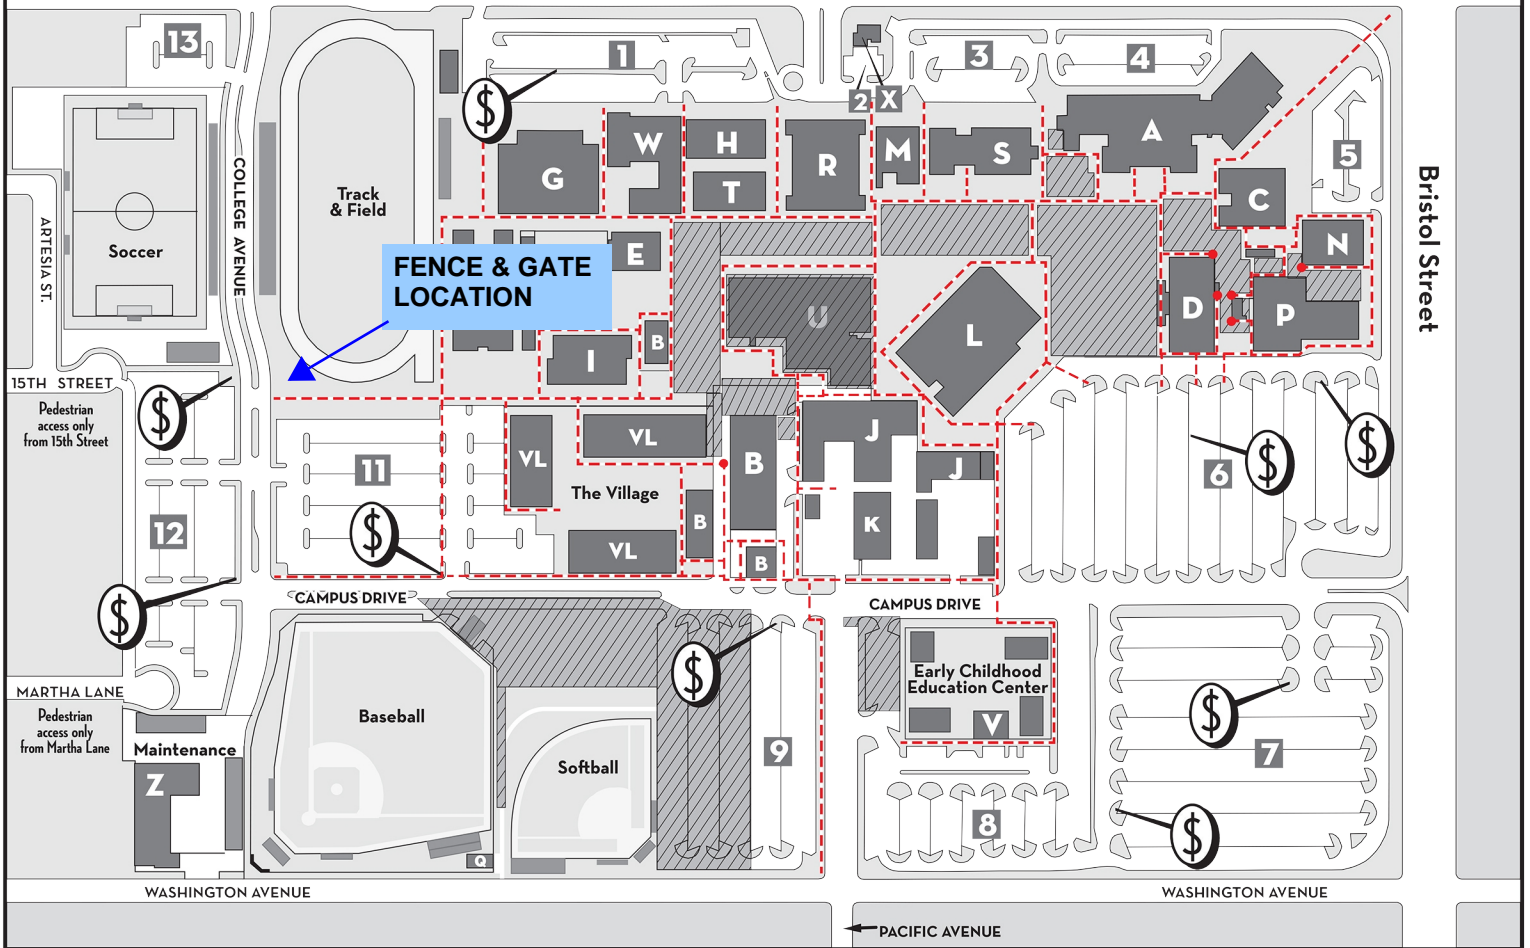 13
1
3
4
2
X
5
$
G
W
H
T
R
M
S
A
C
N
Track
& Field
COLLEGE AVENUE
ARTESIA ST.
Soccer
Bristol Street
FENCE & GATE
LOCATION
E
I
B
U
L
D
P
15TH STREET
Pedestrian
access only
from 15th Street
$
11
12
$
VL
VL
The Village
VL
B
B
B
J
J
K
6
$
$
$
CAMPUS DRIVE
CAMPUS DRIVE
MARTHA LANE
Pedestrian
access only
from Martha Lane
Maintenance
Z
Baseball
Softball
Q
$
9
Early Childhood
Education Center
V
8
$
7
$
WASHINGTON AVENUE
WASHINGTON AVENUE
PACIFIC AVENUE